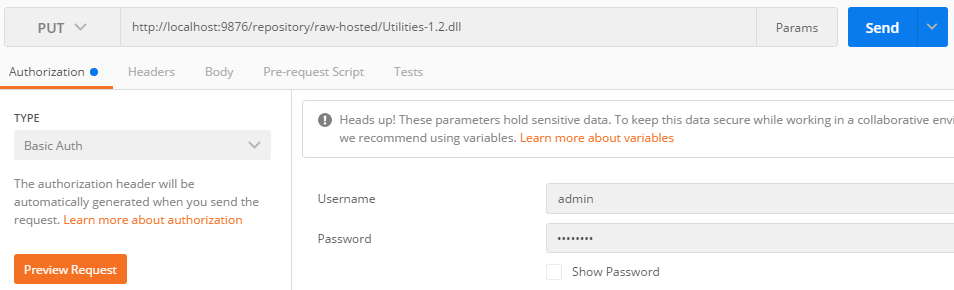 PUT http://localhost:9876/repository/raw-hosted/Utilities-1.2.dll Params Send
Authorization Headers Body Pre-request Script Tests
TYPE
Basic Auth
The authorization header will be
automatically generated when you send the
request. Learn more about authorization
Preview Request
Heads up! These parameters hold sensitive data. To keep this data secure while working in a collaborative envi
we recommend using variables. Learn more about variables
Username admin
Password ••••••••
Show Password